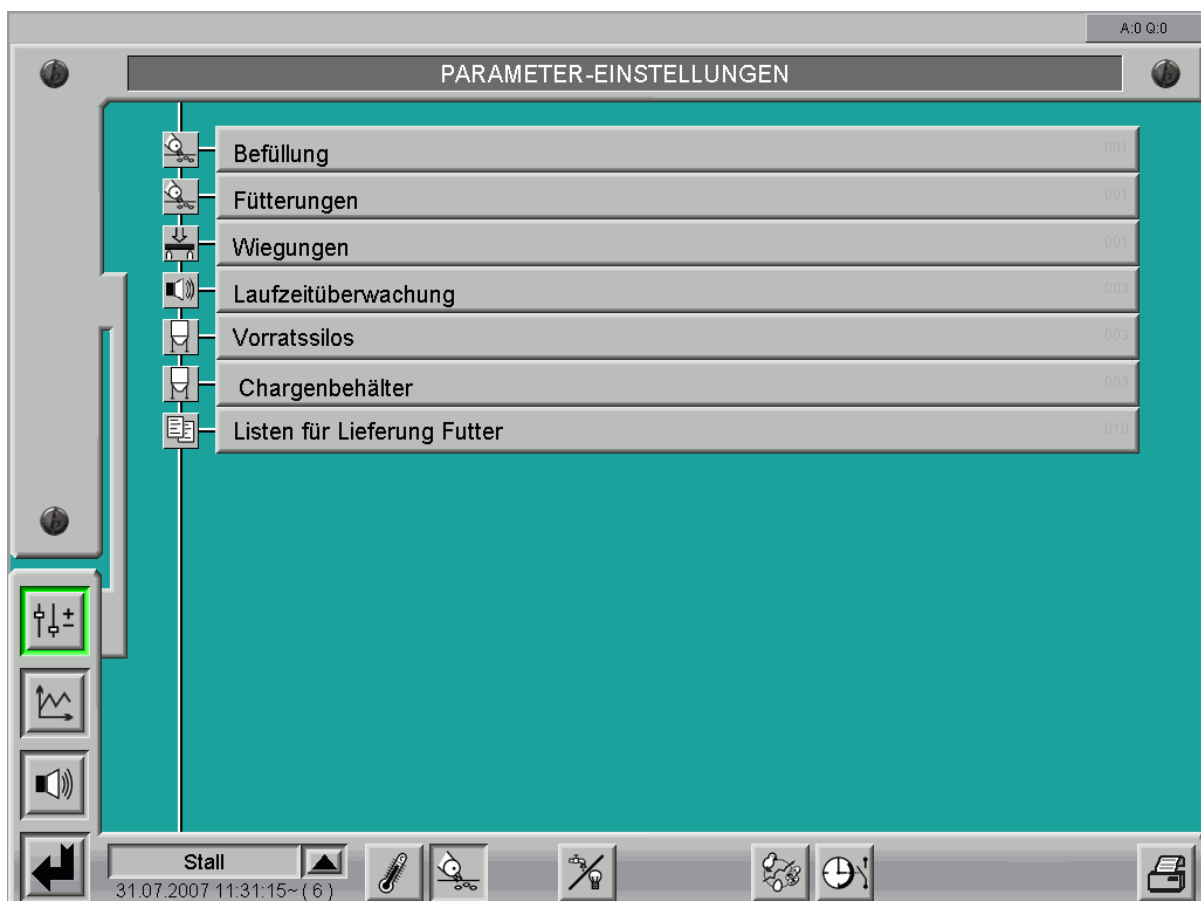 A:0 Q:0
PARAMETER-EINSTELLUNGEN
Befüllung 001
Fütterungen 001
Wiegungen 001
Laufzeitüberwachung 003
Vorratssilos 003
Chargenbehälter 003
Listen für Lieferung Futter 010
Stall
31.07.2007 11:31:15~ ( 6 )